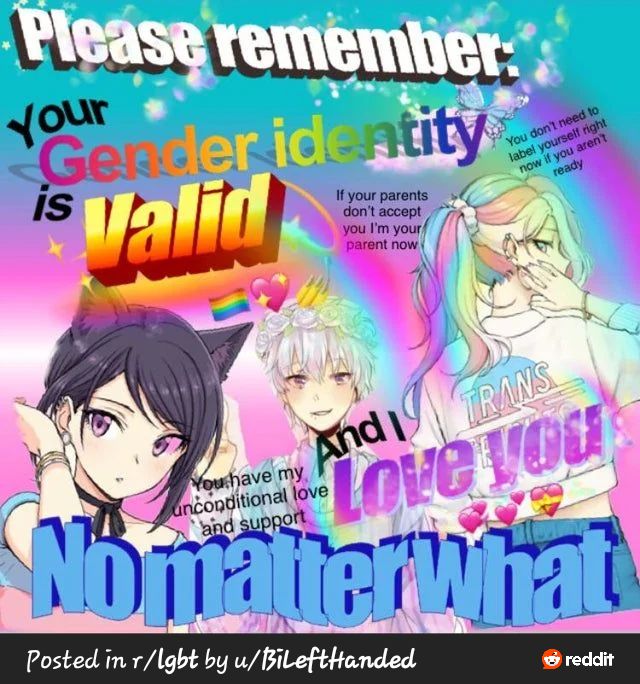 Please remember:
Your
Gender identity
is Valid
You don't need to
label yourself right
now if you aren't
ready
If your parents
don't accept
you I'm your
parent now
TRANS
And I
Love you
You have my
unconditional love
and support
No matter what
Posted in r/lgbt by u/BiLeftHanded
reddit